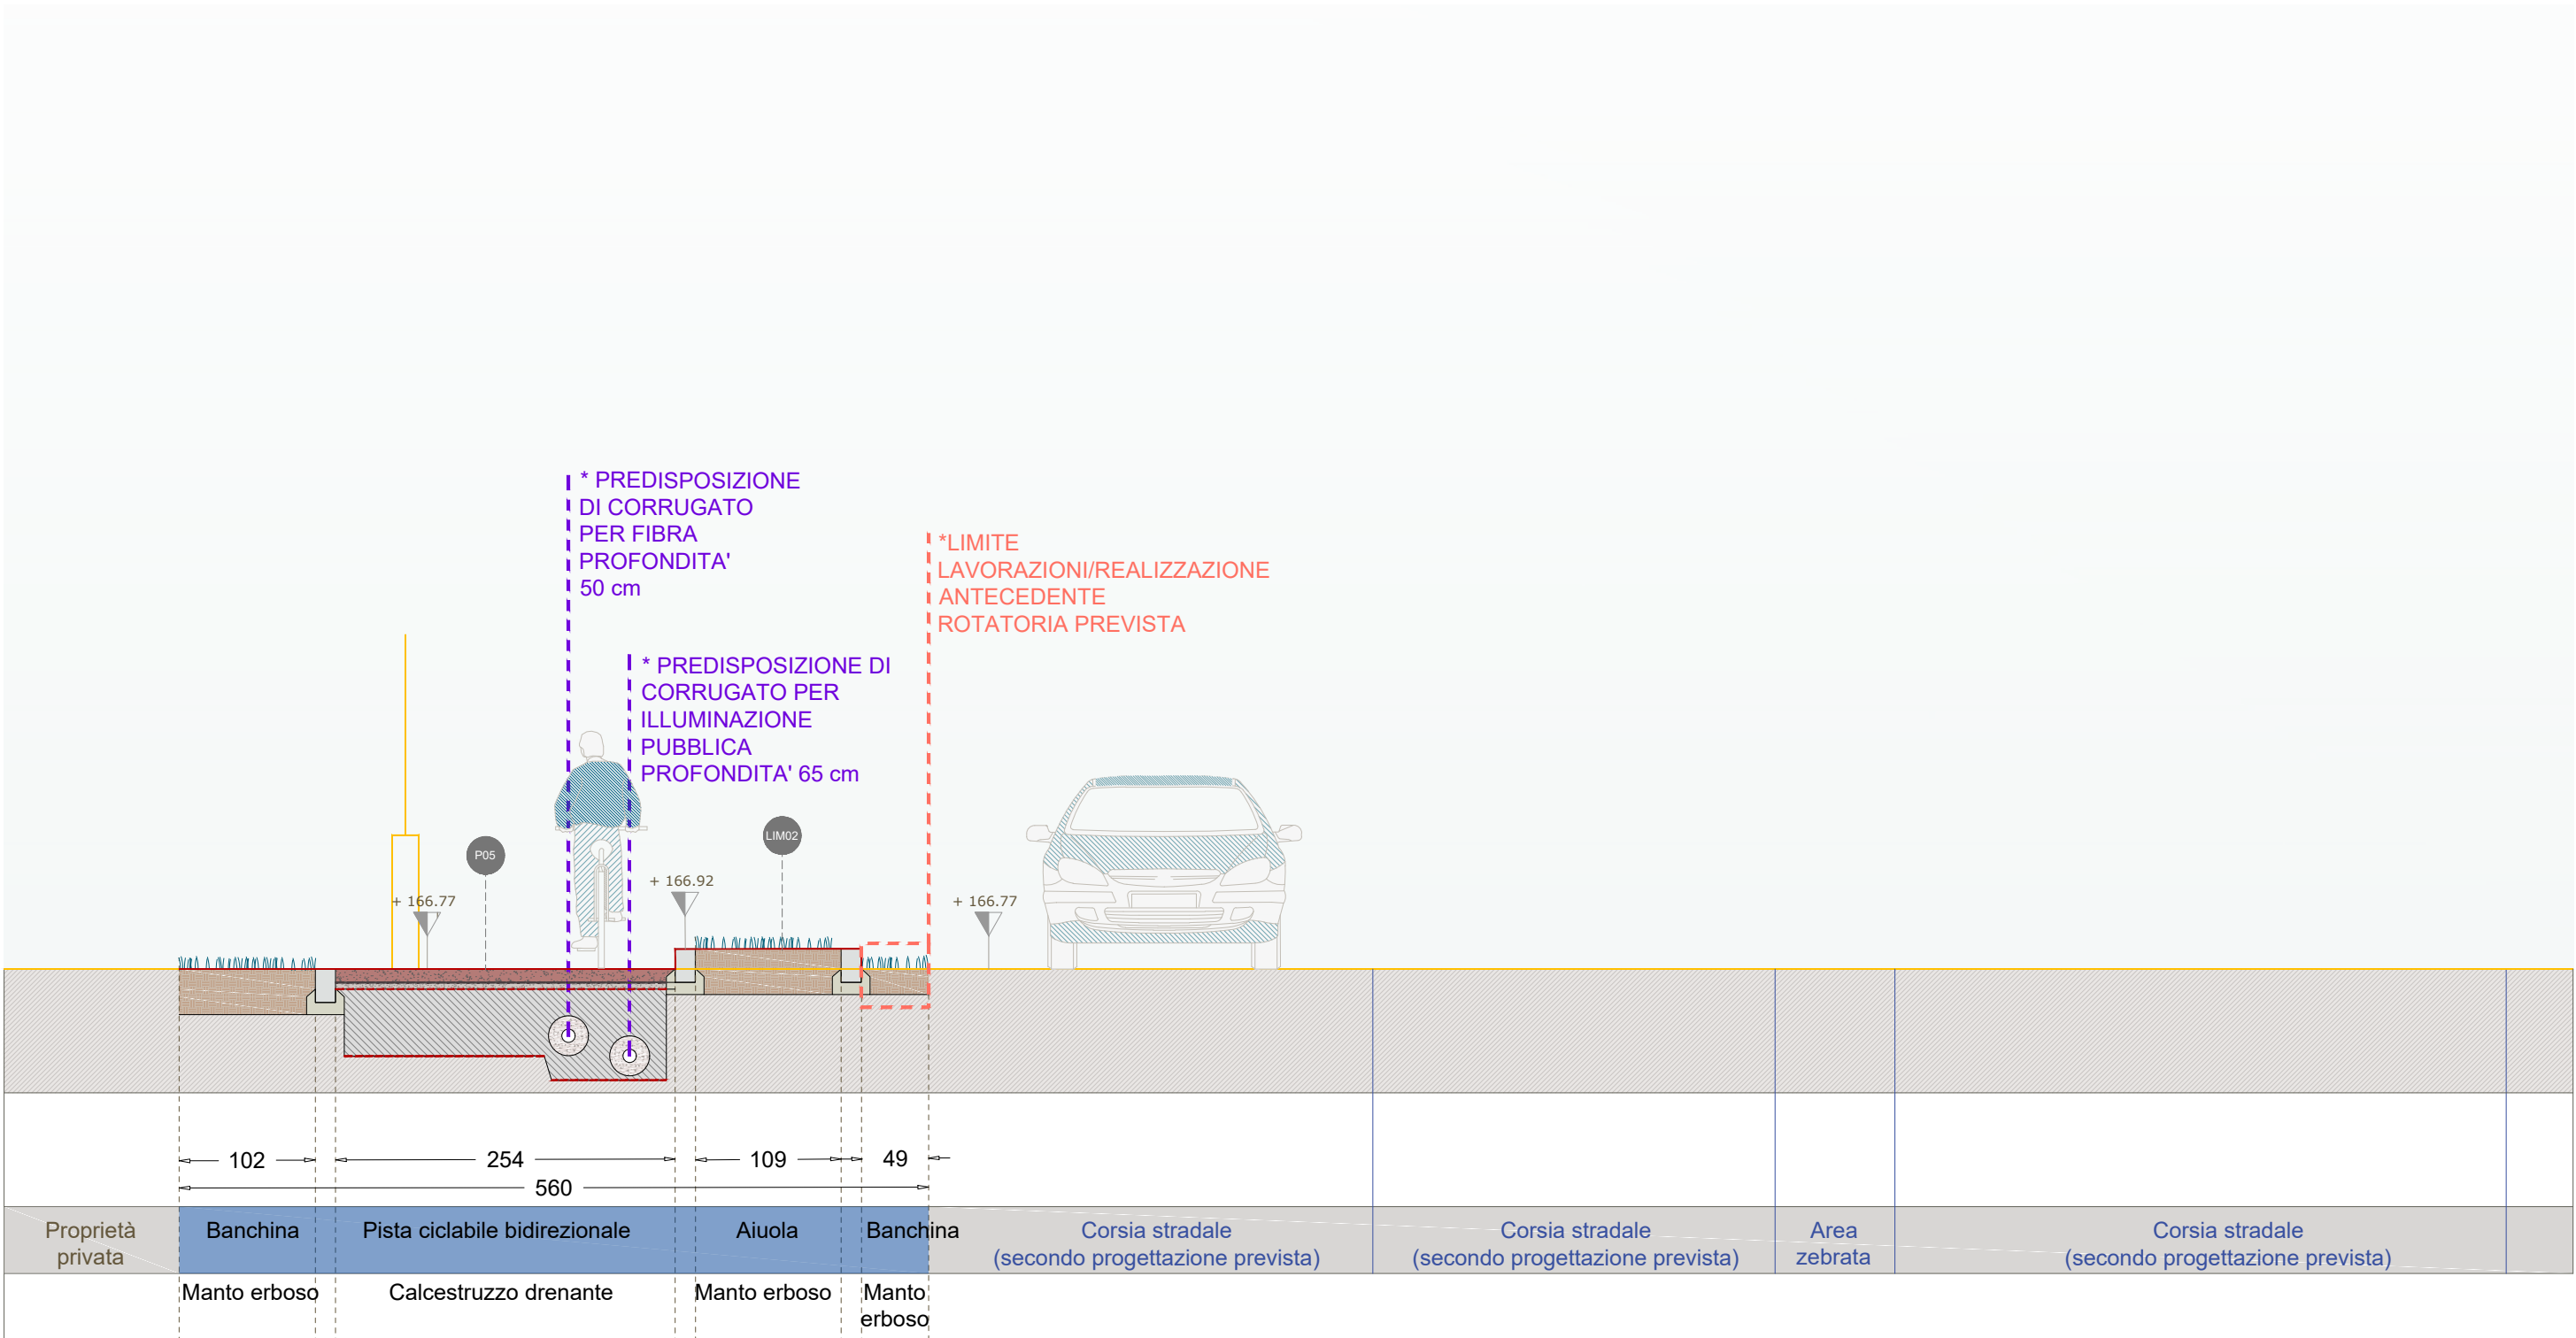 * PREDISPOSIZIONE
DI CORRUGATO
PER FIBRA
PROFONDITA'
50 cm
*LIMITE
LAVORAZIONI/REALIZZAZIONE
ANTECEDENTE
ROTATORIA PREVISTA
* PREDISPOSIZIONE DI
CORRUGATO PER
ILLUMINAZIONE
PUBBLICA
PROFONDITA' 65 cm
P05
LIM02
+ 166.77
+ 166.92
+ 166.77
102
254
109
49
560
Proprietà
privata
Banchina
Pista ciclabile bidirezionale
Aiuola
Banchina
Corsia stradale
(secondo progettazione prevista)
Corsia stradale
(secondo progettazione prevista)
Area
zebrata
Corsia stradale
(secondo progettazione prevista)
Manto erboso
Calcestruzzo drenante
Manto erboso
Manto
erboso